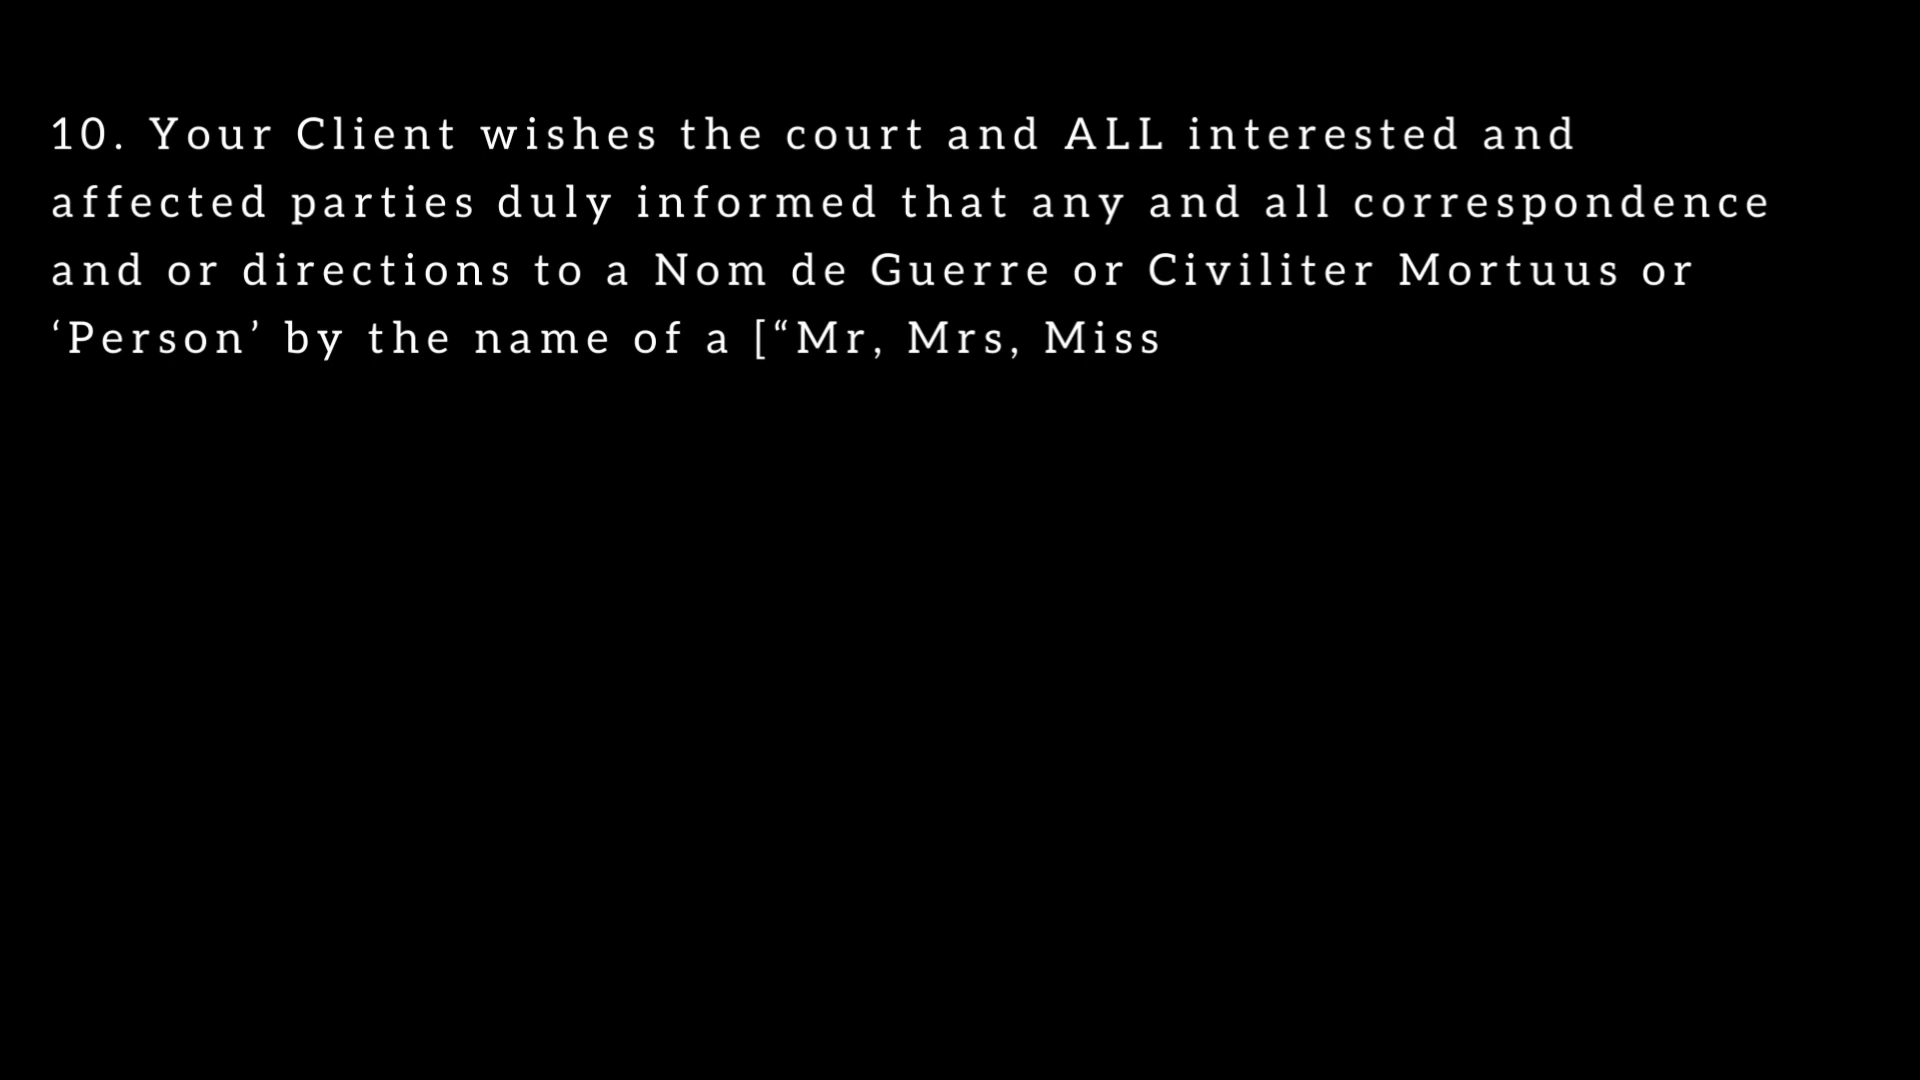 10. Your Client wishes the court and ALL interested and
affected parties duly informed that any and all correspondence
and or directions to a Nom de Guerre or Civiliter Mortuus or
‘Person’ by the name of a [“Mr, Mrs, Miss